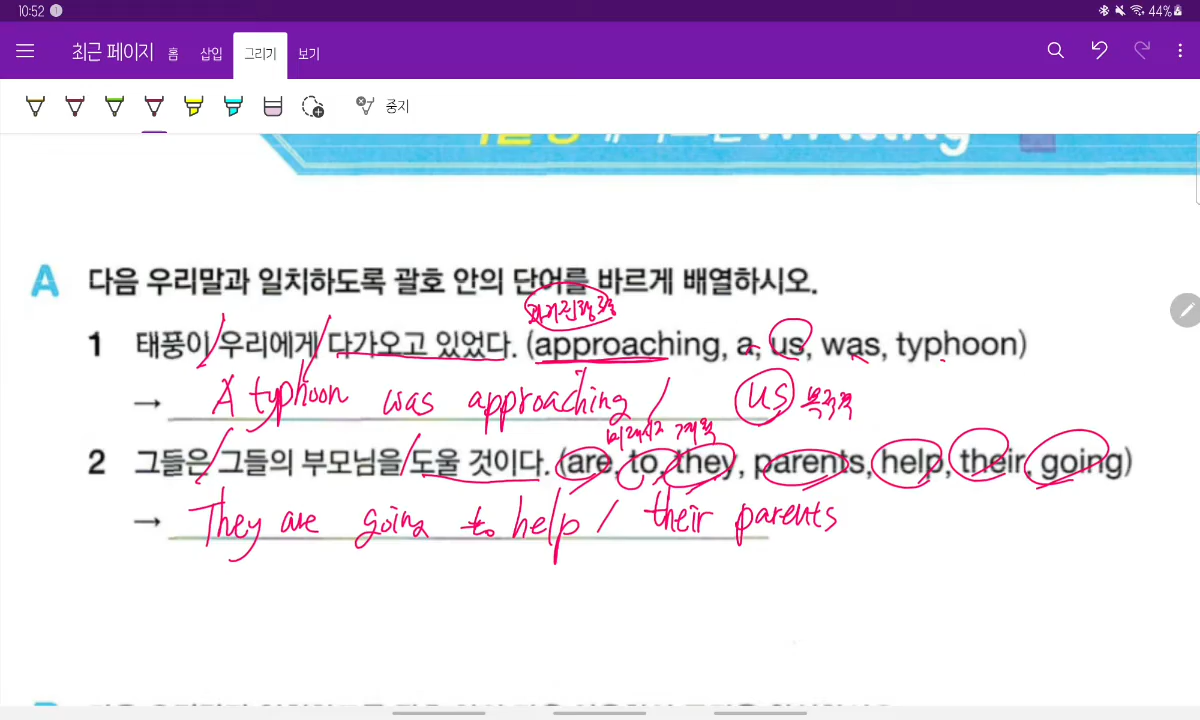 10:52 44%
최근 페이지 홈 삽입 그리기 보기
중지
Writing
A 다음 우리말과 일치하도록 괄호 안의 단어를 바르게 배열하시오.
과거진행
1 태풍이/우리에게/다가오고 있었다. (approaching, a, us, was, typhoon)
→ A typhoon was approaching / us 목적격
미래시제
2 그들은/그들의 부모님을/도울 것이다. (are, to, they, parents, help, their, going)
→ They are going to help / their parents